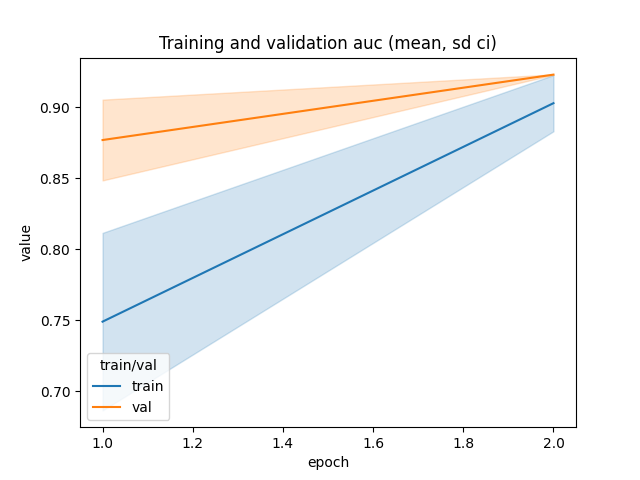 Training and validation auc (mean, sd ci)
value
0.90
0.85
0.80
0.75
0.70
train/val
train
val
1.0 1.2 1.4 1.6 1.8 2.0
epoch